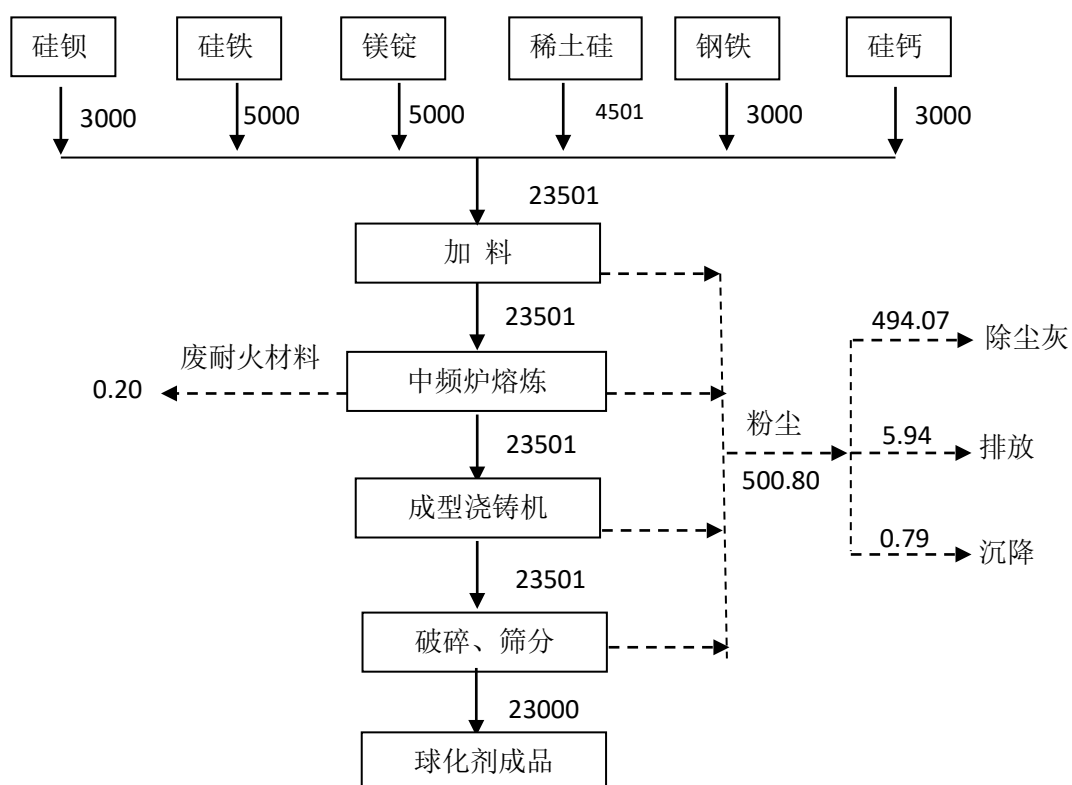 硅钡 硅铁 镁锭 稀土硅 钢铁 硅钙
3000 5000 5000 4501 3000 3000
23501
加 料
23501
494.07
除尘灰
废耐火材料
0.20
中频炉熔炼
粉尘
500.80
23501
5.94
排放
成型浇铸机
0.79
沉降
23501
破碎、筛分
23000
球化剂成品